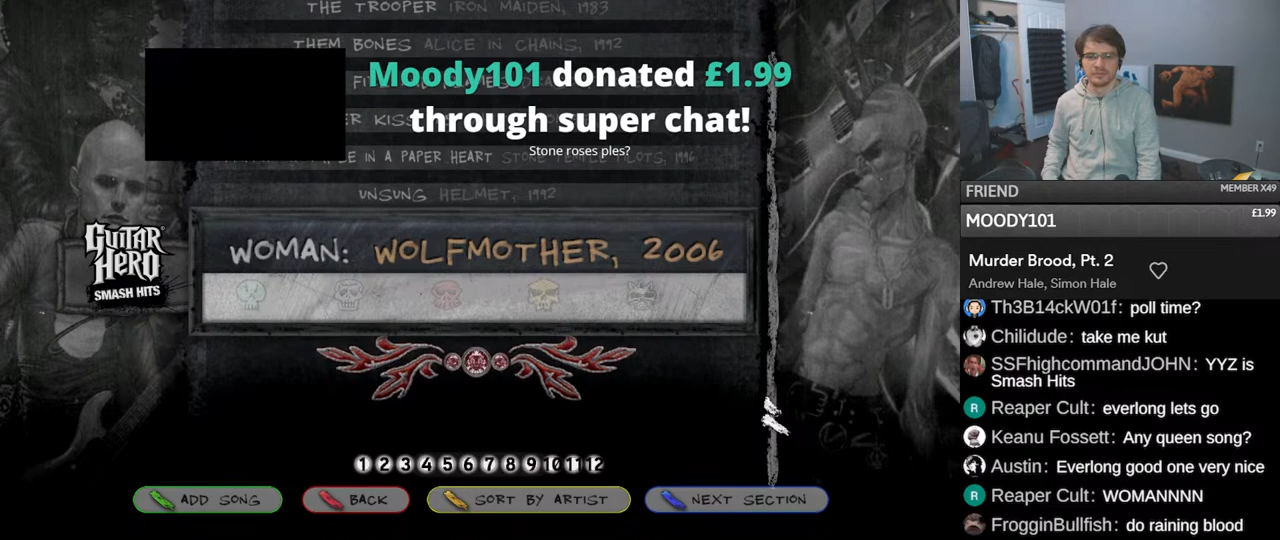 THE TROOPER IRON MAIDEN, 1983
THEM BONES ALICE IN CHAINS, 1992
Moody101 donated £1.99
through super chat!
Stone roses ples?
IN A PAPER HEART STONE TEMPLE PILOTS, 1996
UNSUNG HELMET, 1992
WOMAN: WOLFMOTHER, 2006
GUITAR
HERO
SMASH HITS
1 2 3 4 5 6 7 8 9 10 11 12
ADD SONG
BACK
SORT BY ARTIST
NEXT SECTION
FRIEND
MEMBER X49
MOODY101
£1.99
Murder Brood, Pt. 2
Andrew Hale, Simon Hale
Th3B14ckW01f: poll time?
Chilidude: take me kut
SSFhighcommandJOHN: YYZ is
Smash Hits
R Reaper Cult: everlong lets go
Keanu Fossett: Any queen song?
Austin: Everlong good one very nice
R Reaper Cult: WOMANNNN
FrogginBullfish: do raining blood